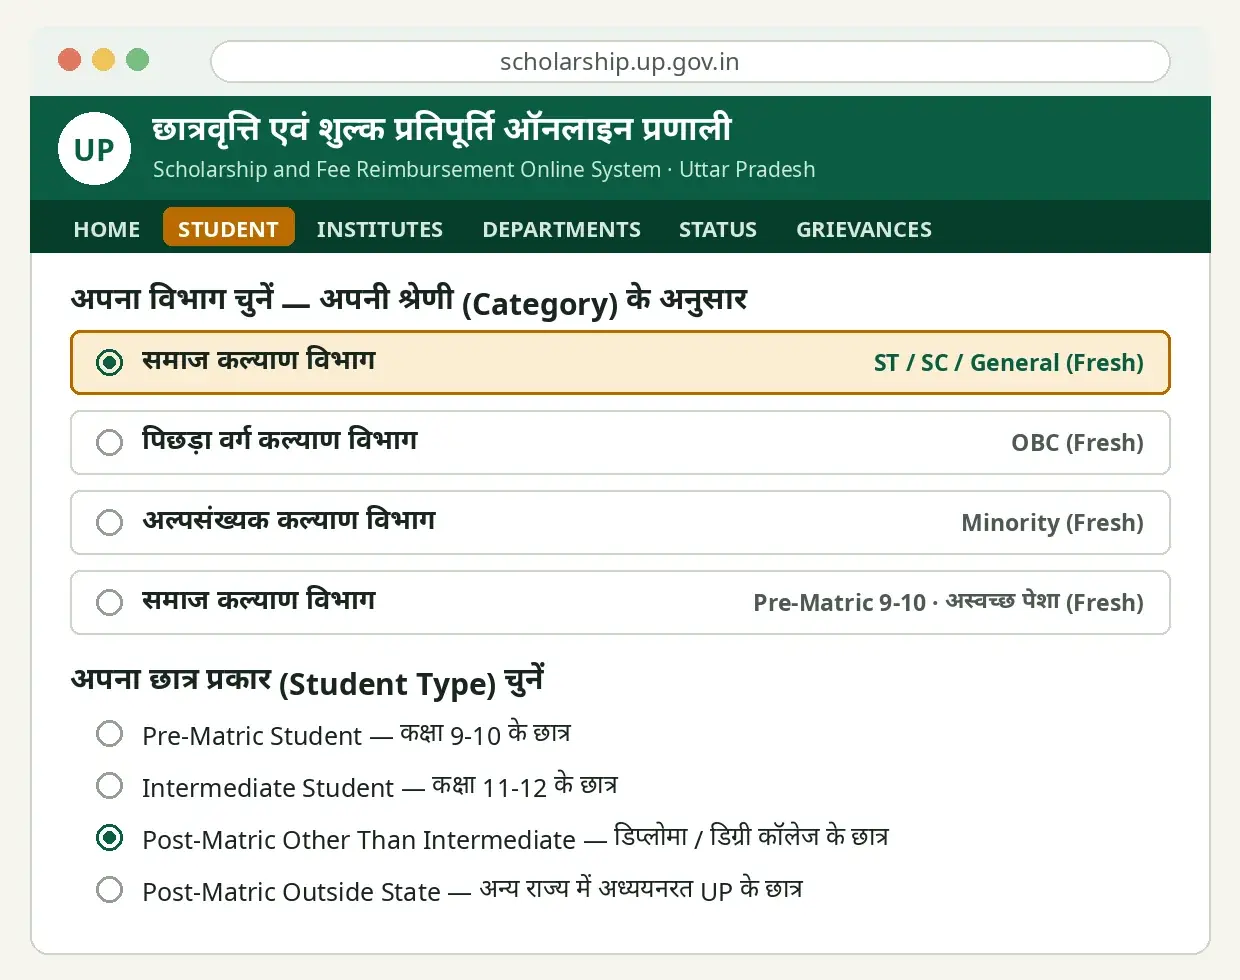 scholarship.up.gov.in
UP
छात्रवृत्ति एवं शुल्क प्रतिपूर्ति ऑनलाइन प्रणाली
Scholarship and Fee Reimbursement Online System · Uttar Pradesh
HOME STUDENT INSTITUTES DEPARTMENTS STATUS GRIEVANCES
अपना विभाग चुनें — अपनी श्रेणी (Category) के अनुसार
समाज कल्याण विभाग ST / SC / General (Fresh)
पिछड़ा वर्ग कल्याण विभाग OBC (Fresh)
अल्पसंख्यक कल्याण विभाग Minority (Fresh)
समाज कल्याण विभाग Pre-Matric 9-10 · अस्वच्छ पेशा (Fresh)
अपना छात्र प्रकार (Student Type) चुनें
Pre-Matric Student — कक्षा 9-10 के छात्र
Intermediate Student — कक्षा 11-12 के छात्र
Post-Matric Other Than Intermediate — डिप्लोमा / डिग्री कॉलेज के छात्र
Post-Matric Outside State — अन्य राज्य में अध्ययनरत UP के छात्र